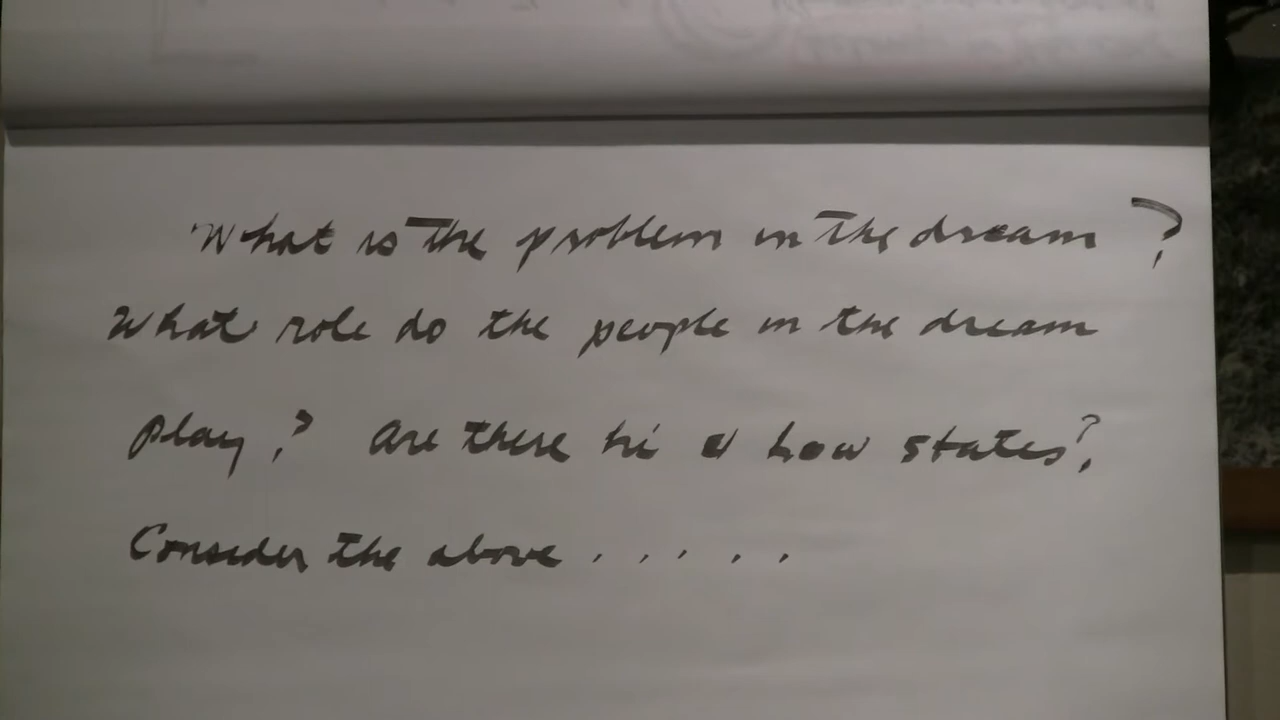 What is the problem in the dream?
What role do the people in the dream
play? Are there hi & how states?
Consider the above . . . . .